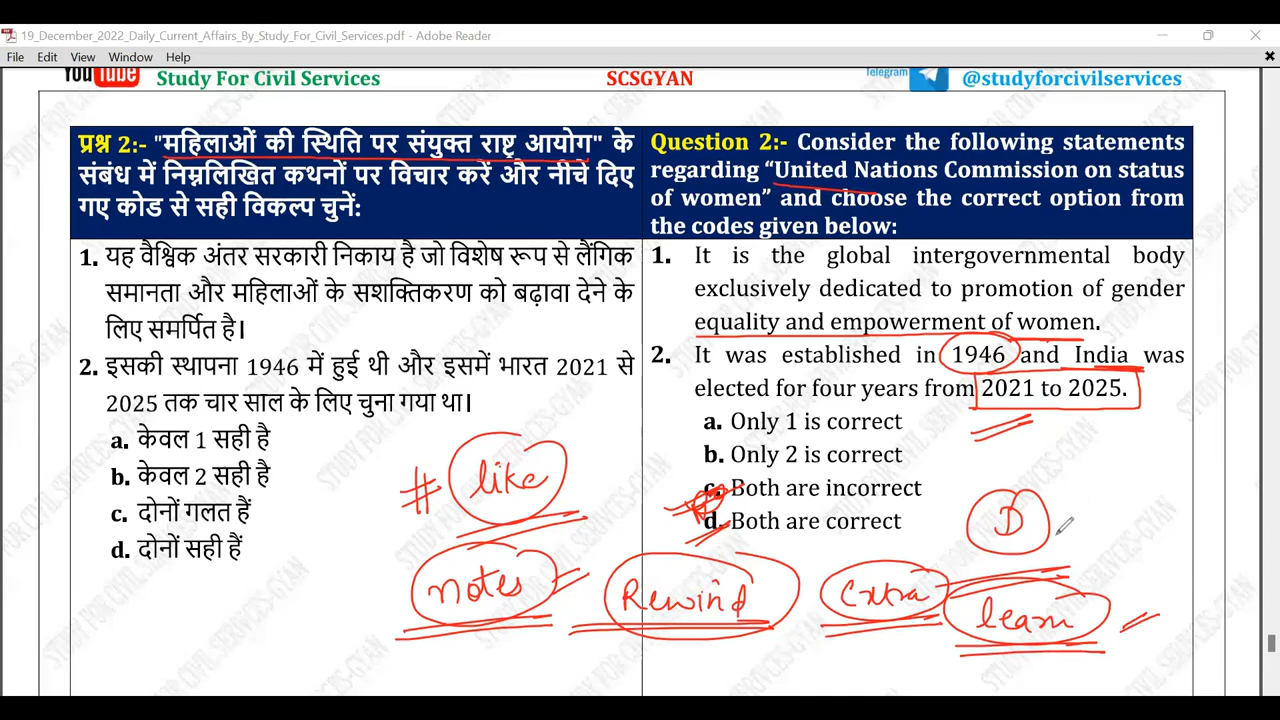 19_December_2022_Daily_Current_Affairs_By_Study_For_Civil_Services.pdf - Adobe Reader
File Edit View Window Help
YouTube Study For Civil Services SCSGYAN Telegram @studyforcivilservices
प्रश्न 2:- "महिलाओं की स्थिति पर संयुक्त राष्ट्र आयोग" के
संबंध में निम्नलिखित कथनों पर विचार करें और नीचे दिए
गए कोड से सही विकल्प चुनें:
1. यह वैश्विक अंतर सरकारी निकाय है जो विशेष रूप से लैंगिक
समानता और महिलाओं के सशक्तिकरण को बढ़ावा देने के
लिए समर्पित है।
2. इसकी स्थापना 1946 में हुई थी और इसमें भारत 2021 से
2025 तक चार साल के लिए चुना गया था।
a. केवल 1 सही है
b. केवल 2 सही है
c. दोनों गलत हैं
d. दोनों सही हैं
Question 2:- Consider the following statements
regarding “United Nations Commission on status
of women” and choose the correct option from
the codes given below:
1. It is the global intergovernmental body
exclusively dedicated to promotion of gender
equality and empowerment of women.
2. It was established in 1946 and India was
elected for four years from 2021 to 2025.
a. Only 1 is correct
b. Only 2 is correct
c. Both are incorrect
d. Both are correct
# like
D
notes Rewind extra learn